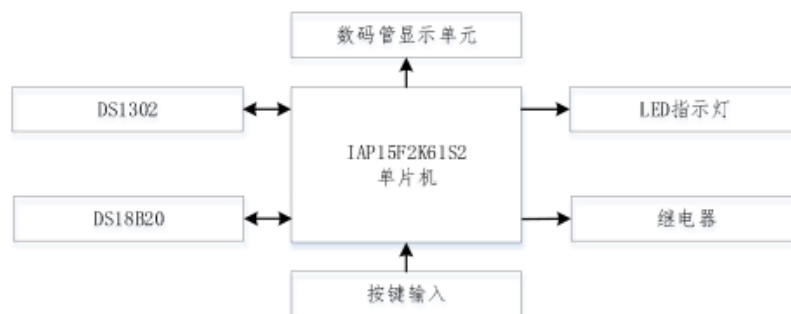 数码管显示单元
DS1302
LED指示灯
IAP15F2K61S2
单片机
DS18B20
继电器
按键输入